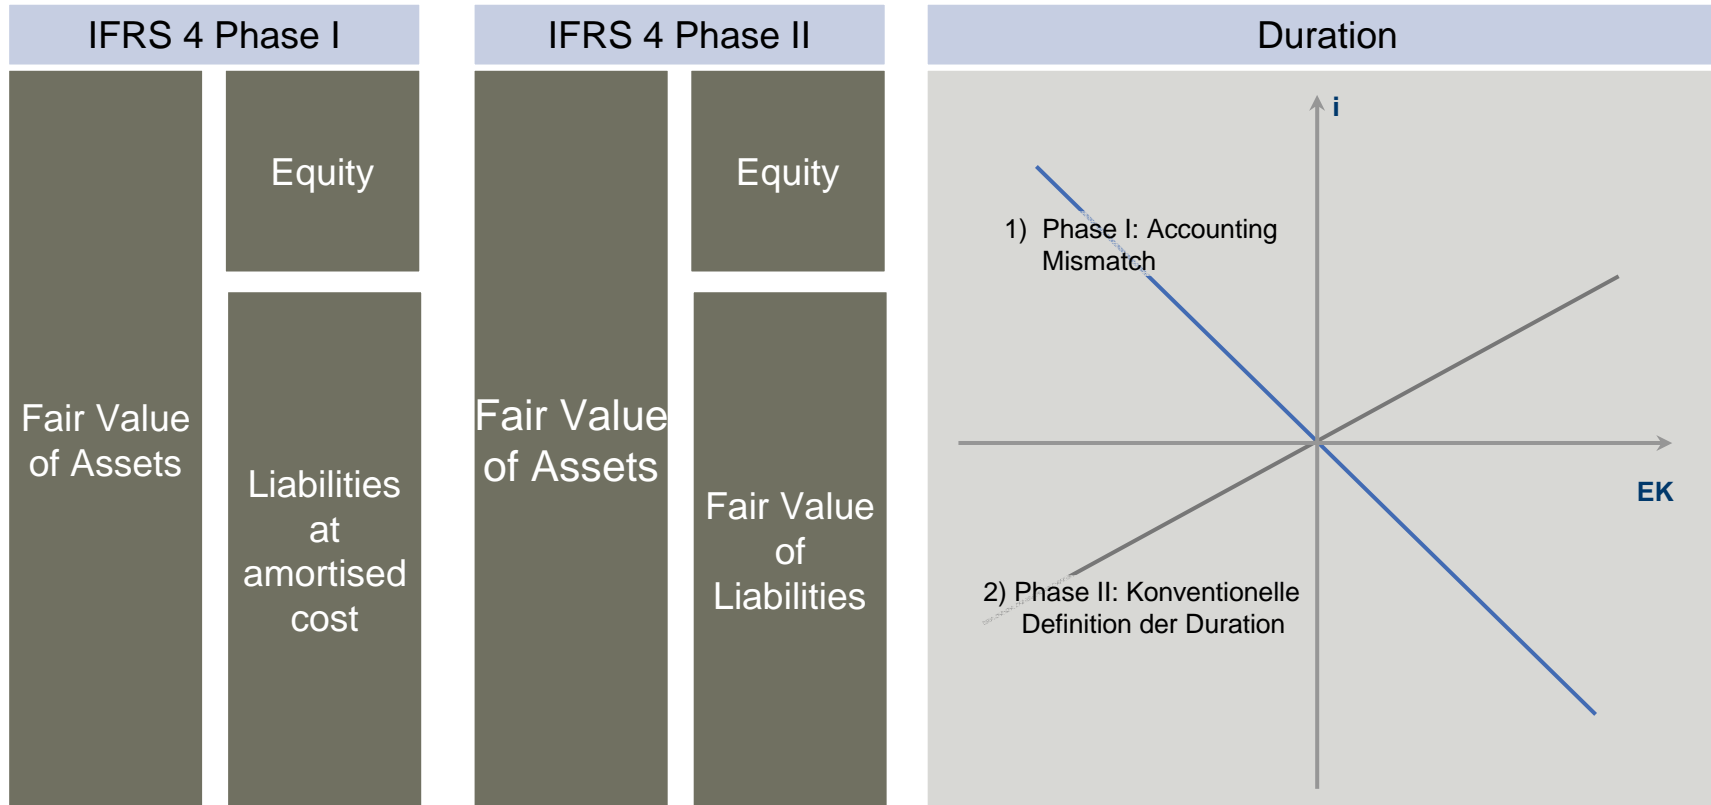 IFRS 4 Phase I
IFRS 4 Phase II
Duration
Fair Value
of Assets
Equity
Liabilities
at
amortised
cost
Fair Value
of Assets
Equity
Fair Value
of
Liabilities
i
1) Phase I: Accounting
Mismatch
EK
2) Phase II: Konventionelle
Definition der Duration